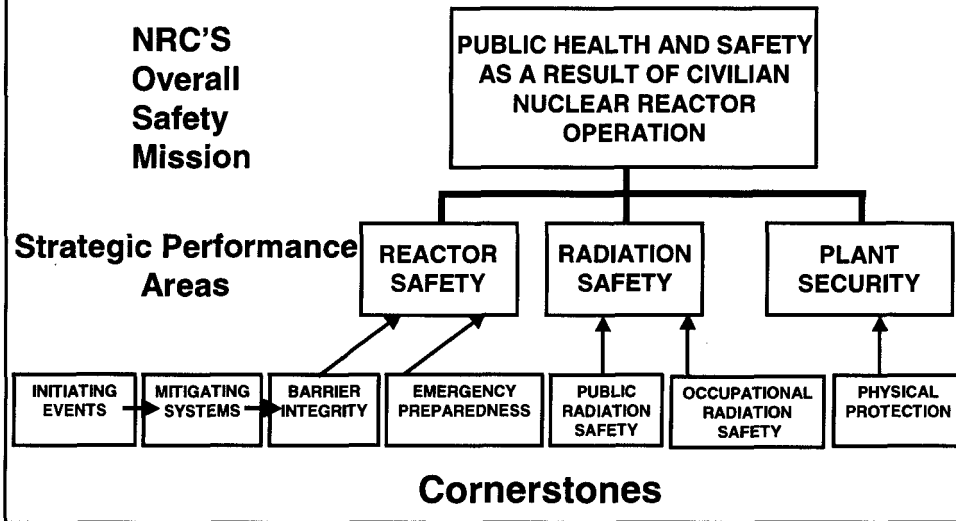 NRC'S
Overall
Safety
Mission
PUBLIC HEALTH AND SAFETY
AS A RESULT OF CIVILIAN
NUCLEAR REACTOR
OPERATION
Strategic Performance
Areas
REACTOR
SAFETY
RADIATION
SAFETY
PLANT
SECURITY
INITIATING
EVENTS
MITIGATING
SYSTEMS
BARRIER
INTEGRITY
EMERGENCY
PREPAREDNESS
PUBLIC
RADIATION
SAFETY
OCCUPATIONAL
RADIATION
SAFETY
PHYSICAL
PROTECTION
Cornerstones